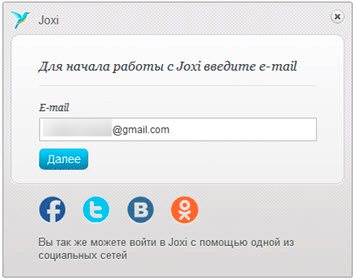 Joxi
Для начала работы с Joxi введите e-mail
E-mail
@gmail.com
Далее
Вы так же можете войти в Joxi с помощью одной из
социальных сетей